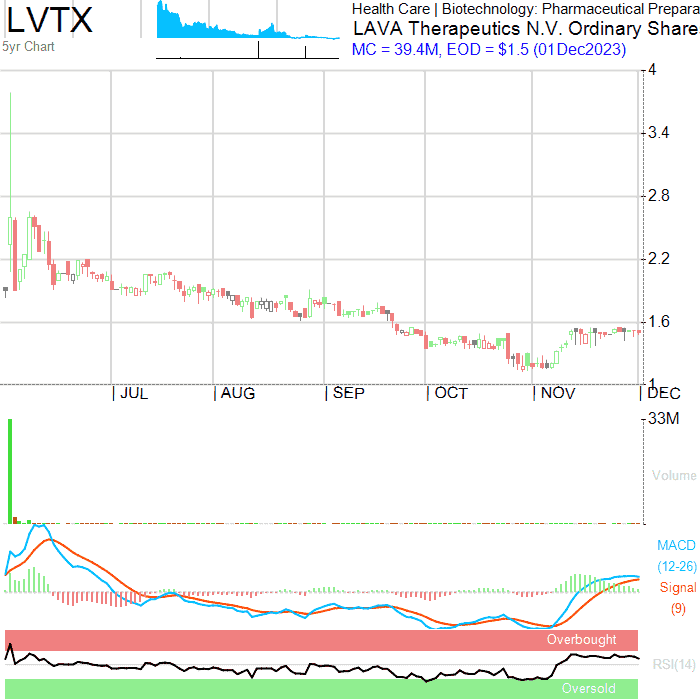 LVTX
5yr Chart
Health Care | Biotechnology: Pharmaceutical Prepara
LAVA Therapeutics N.V. Ordinary Share
MC = 39.4M, EOD = $1.5 (01Dec2023)
4
3.4
2.8
2.2
1.6
1
JUL
AUG
SEP
OCT
NOV
DEC
33M
Volume
MACD
(12-26)
Signal
(9)
Overbought
RSI(14)
Oversold